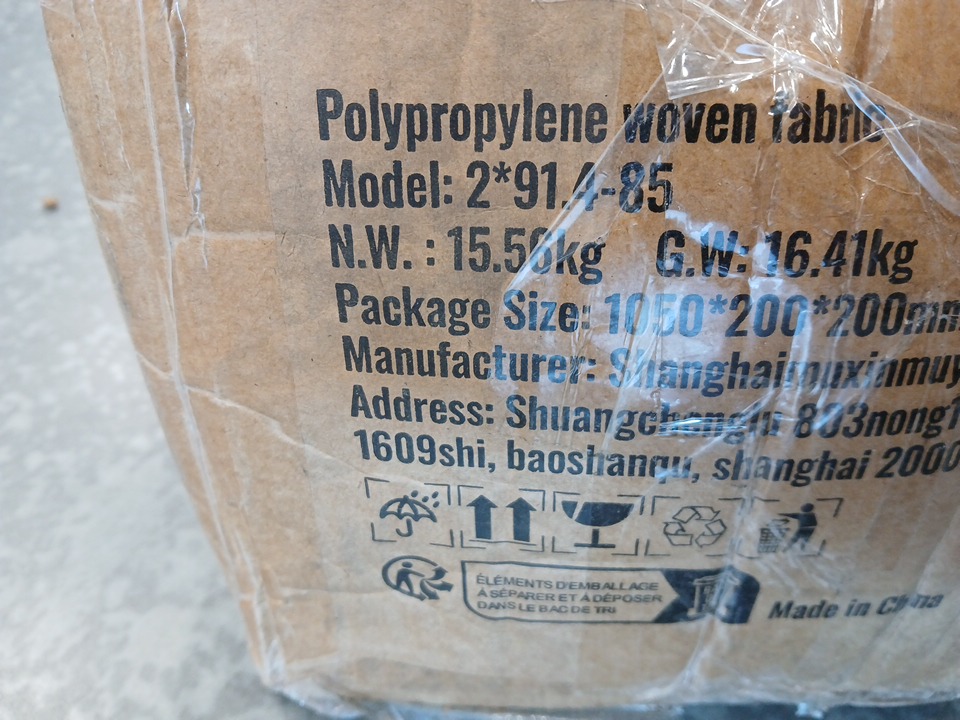 Polypropylene woven fabric
Model: 2*91.4-85
N.W. : 15.56kg G.W: 16.41kg
Package Size: 1050*200*200mm
Manufacturer: Shanghaimuxinmuy
Address: Shuangchenglu 803nong1
1609shi, baoshanqu, shanghai 2000
ÉLÉMENTS D'EMBALLAGE
À SÉPARER ET À DÉPOSER
DANS LE BAC DE TRI
Made in China